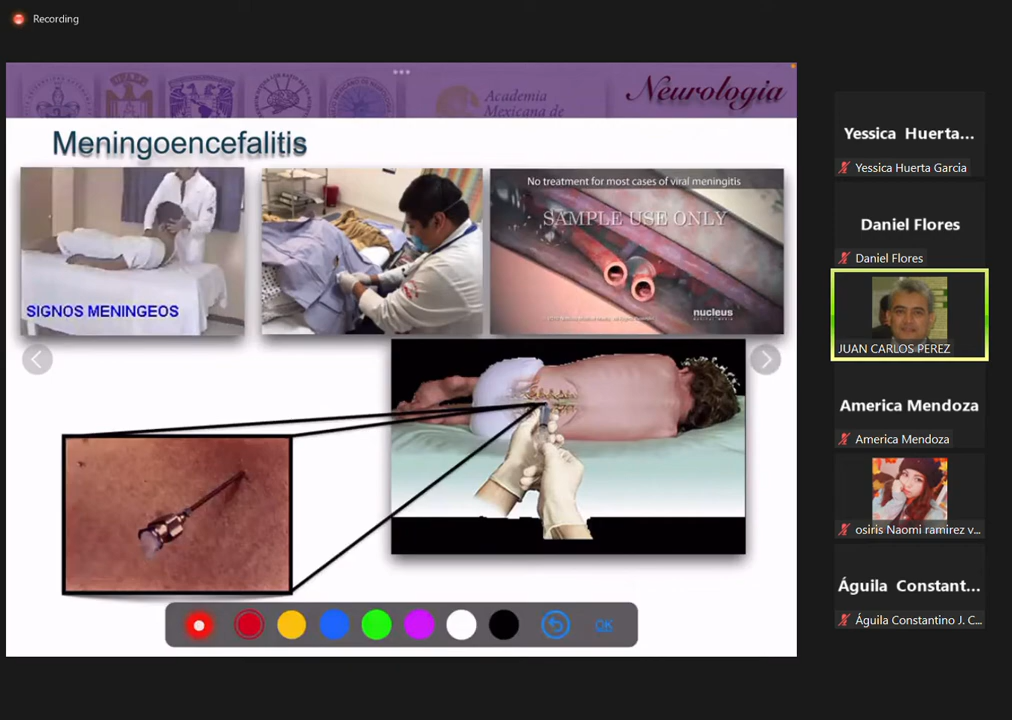 Recording
Neurologia
Academia
Mexicana de
Meningoencefalitis
SIGNOS MENINGEOS
No treatment for most cases of viral meningitis
SAMPLE USE ONLY
nucleus
OK
Yessica Huerta...
Yessica Huerta Garcia
Daniel Flores
Daniel Flores
JUAN CARLOS PEREZ
America Mendoza
America Mendoza
osiris Naomi ramirez v...
Águila Constant...
Águila Constantino J. C...